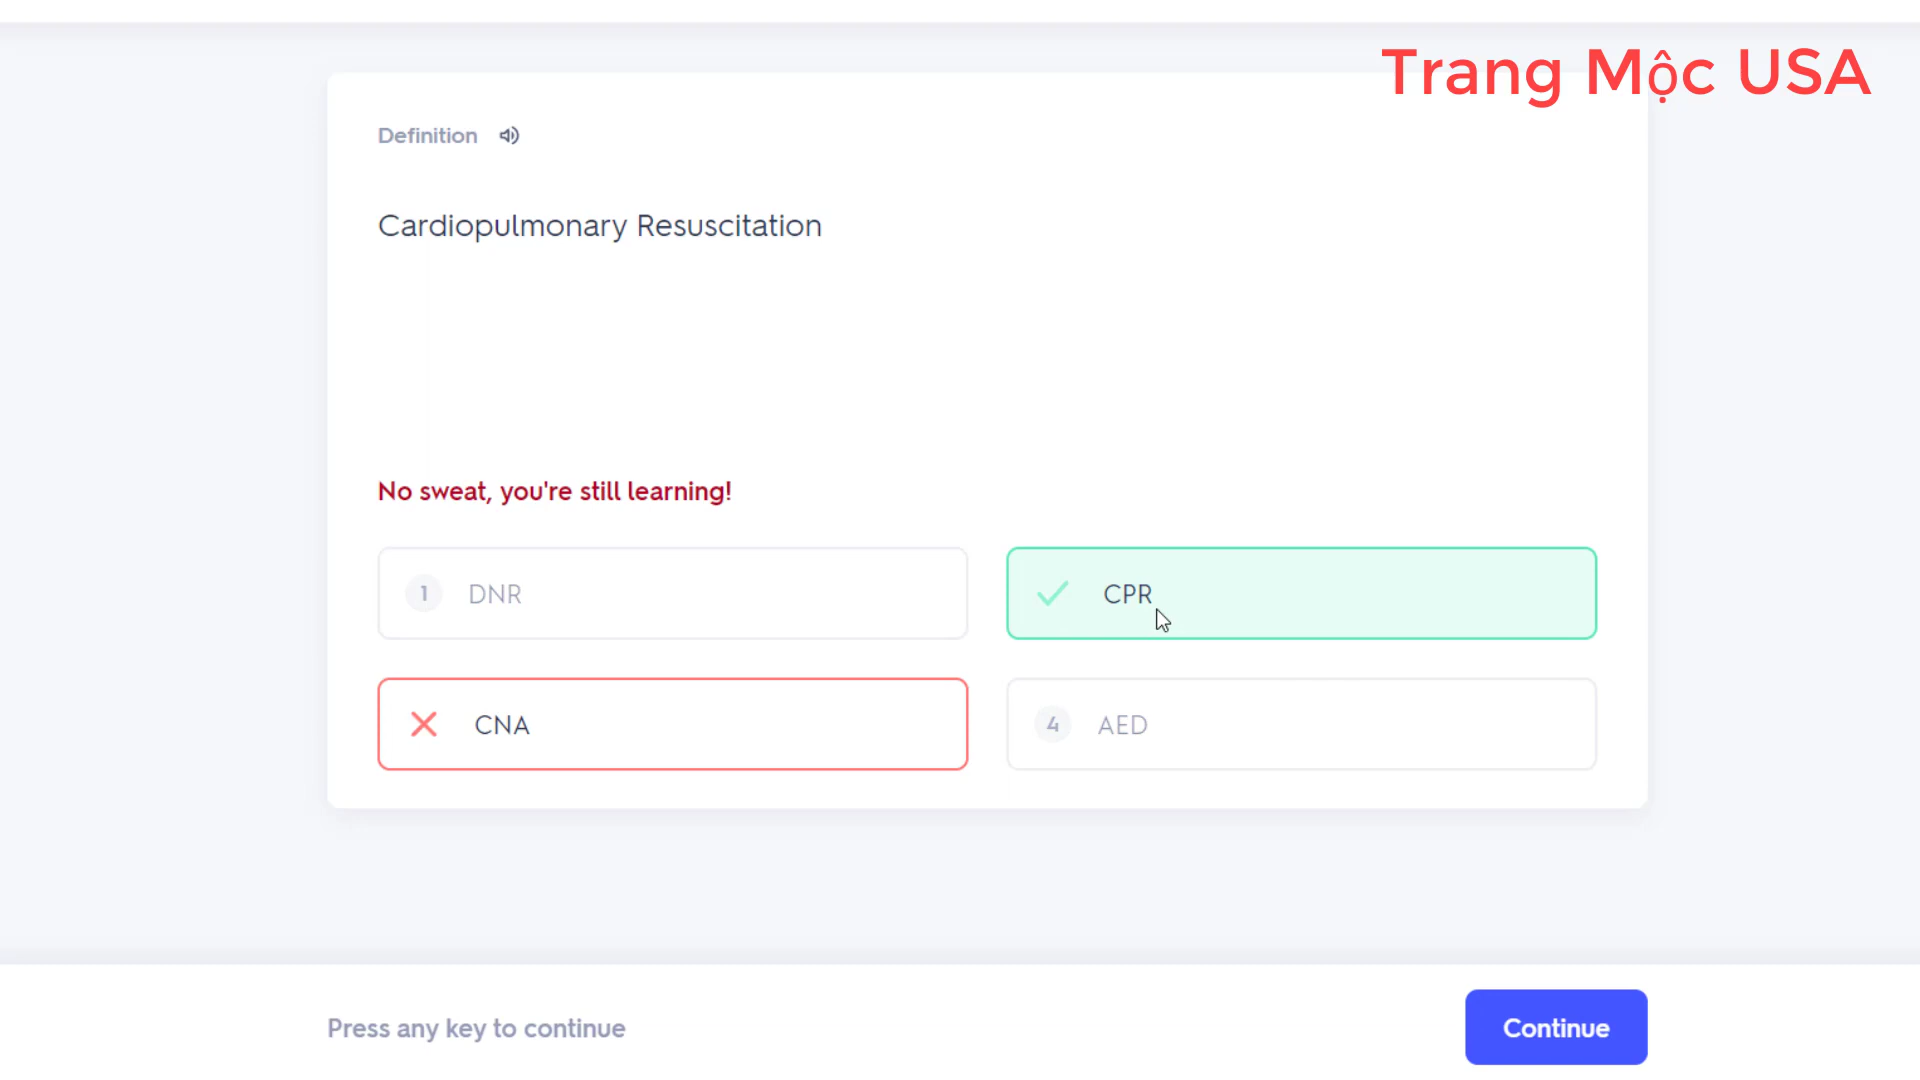 Trang Mộc USA
Definition
Cardiopulmonary Resuscitation
No sweat, you're still learning!
1 DNR
CPR
CNA
4 AED
Press any key to continue
Continue